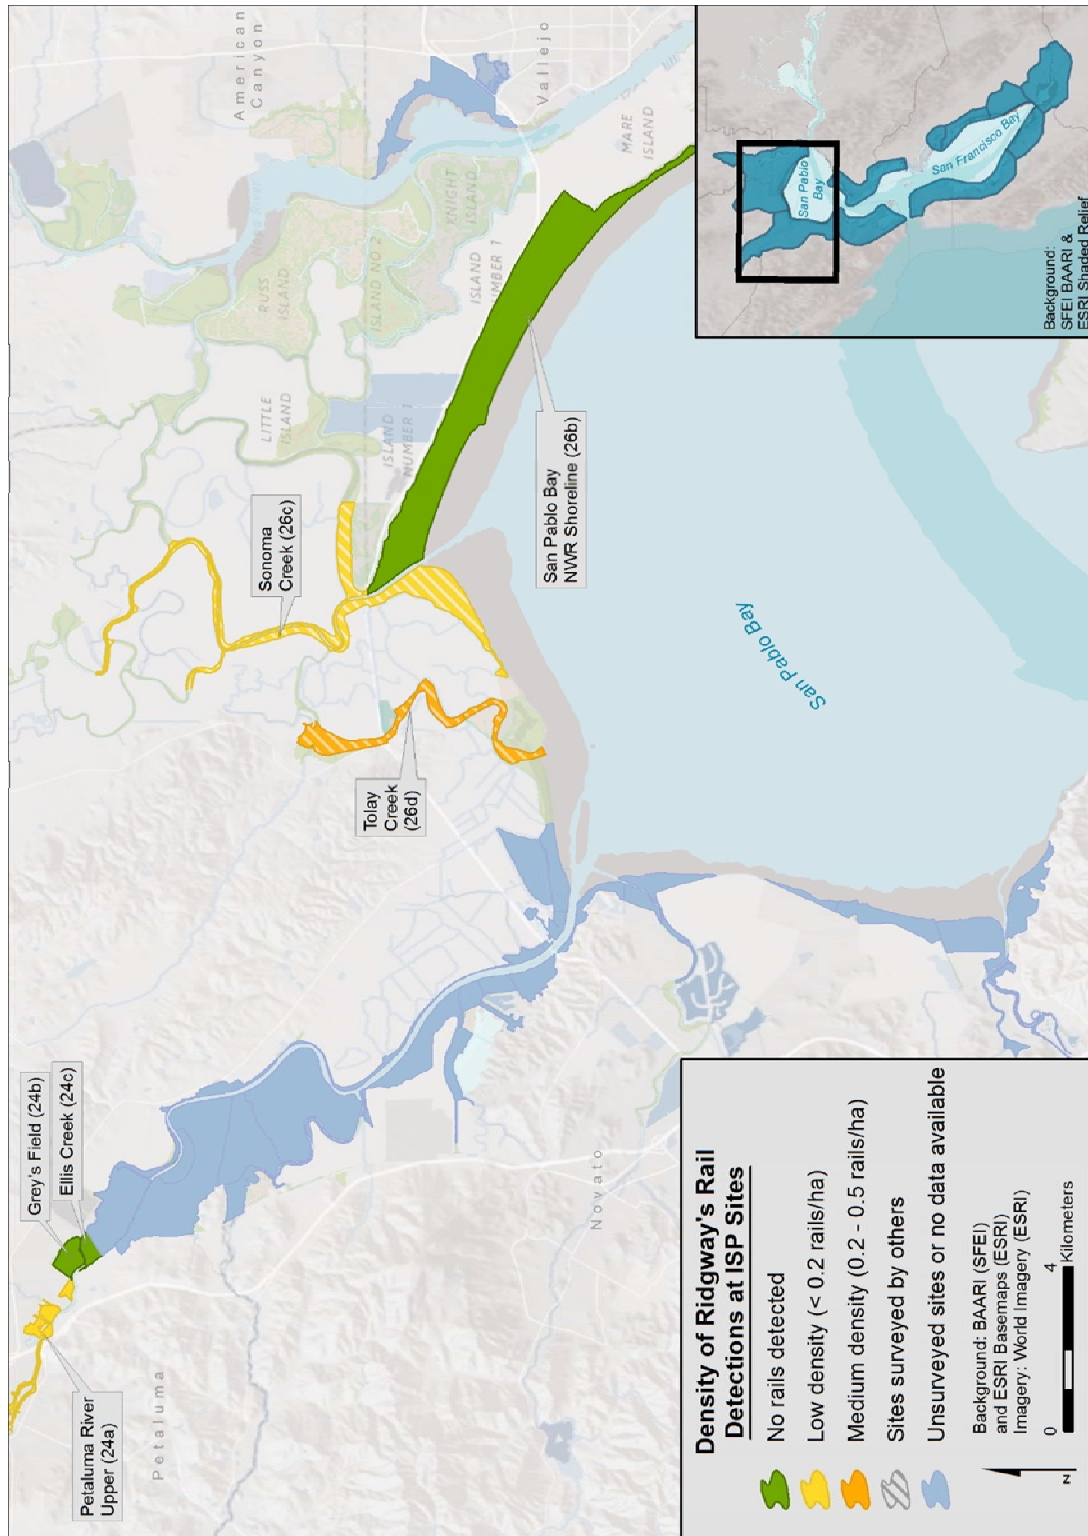 Grey's Field (24b)
Ellis Creek (24c)
Petaluma River
Upper (24a)
Petaluma
Novato
Sonoma
Creek (26c)
Tolay
Creek
(26d)
San Pablo Bay
NWR Shoreline (26b)
American
Canyon
Vallejo
MARE
ISLAND
KNIGHT
ISLAND
RUSS
ISLAND
ISLAND NO 2
LITTLE
ISLAND
ISLAND
NUMBER 1
ISLAND
NUMBER 1
San Pablo Bay
Density of Ridgway's Rail
Detections at ISP Sites
No rails detected
Low density (< 0.2 rails/ha)
Medium density (0.2 - 0.5 rails/ha)
Sites surveyed by others
Unsurveyed sites or no data available
Background: BAARI (SFEI)
and ESRI Basemaps (ESRI)
Imagery: World Imagery (ESRI)
0
4
Kilometers
N
San Pablo
Bay
San Francisco Bay
Background:
SFEI BAARI &
ESRI Shaded Relief